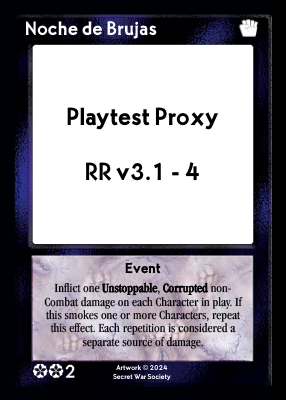 Noche de Brujas
Playtest Proxy
RR v3.1 - 4
Event
Inflict one Unstoppable, Corrupted non-
Combat damage on each Character in play. If
this smokes one or more Characters, repeat
this effect. Each repetition is considered a
separate source of damage.
2
Artwork © 2024
Secret War Society